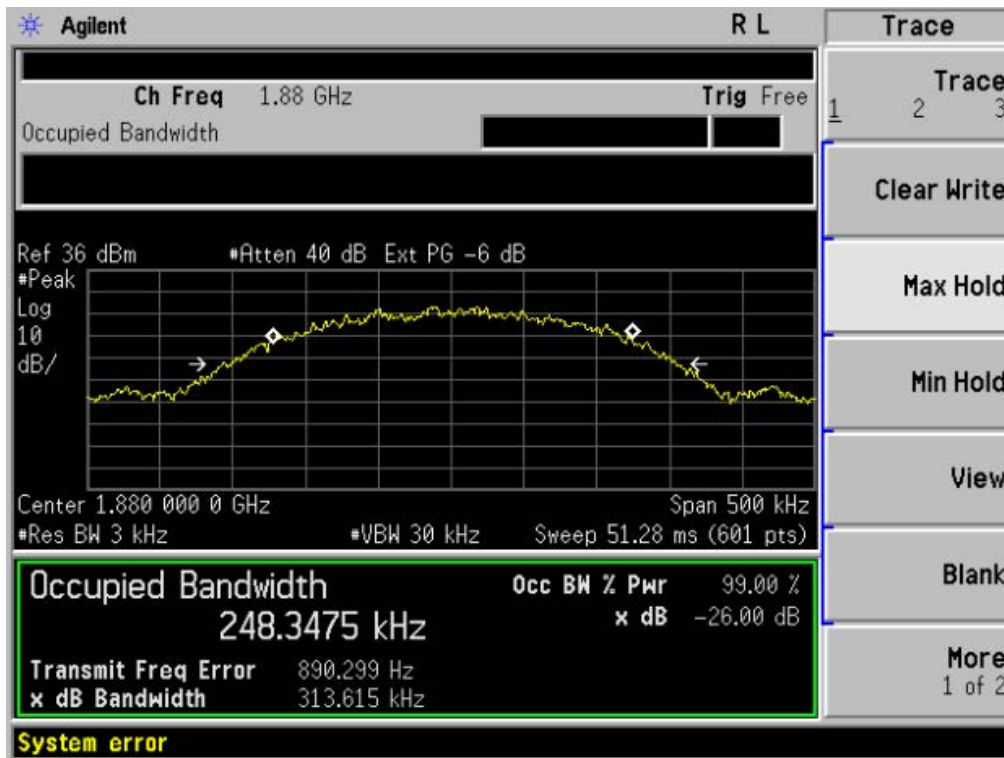 Agilent R L Trace
Ch Freq 1.88 GHz Trig Free
Occupied Bandwidth
Trace
1 2 3
Clear Write
Max Hold
Min Hold
View
Blank
More
1 of 2
Ref 36 dBm #Atten 40 dB Ext PG -6 dB
#Peak
Log
10
dB/
Center 1.880 000 0 GHz Span 500 kHz
#Res BW 3 kHz #VBW 30 kHz Sweep 51.28 ms (601 pts)
Occupied Bandwidth Occ BW % Pwr 99.00 %
248.3475 kHz x dB -26.00 dB
Transmit Freq Error 890.299 Hz
x dB Bandwidth 313.615 kHz
System error